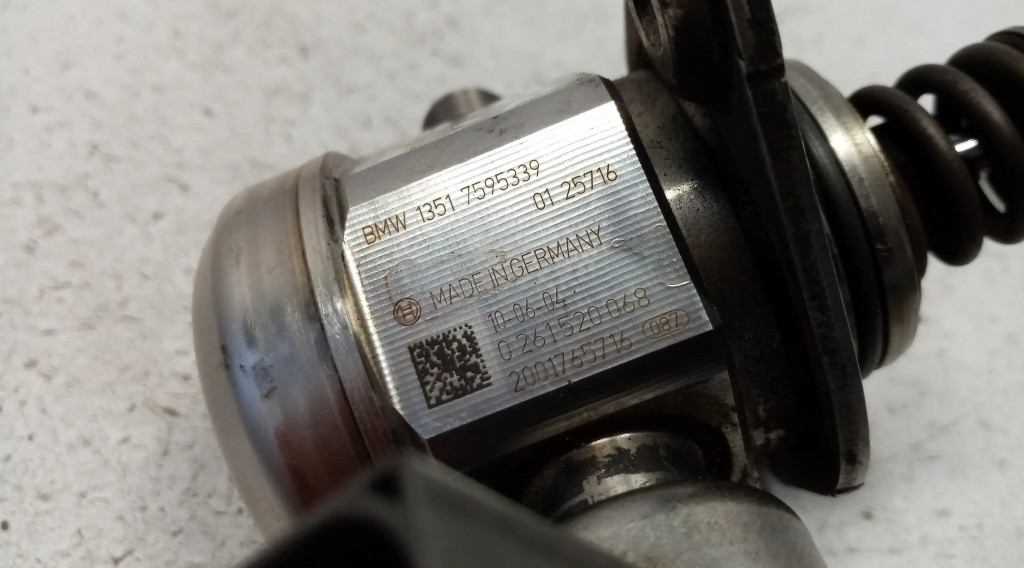 BMW 1351 7595339
01 25716
MADE IN GERMANY
10-06-04
0 261 520 068
2001765716 (087)